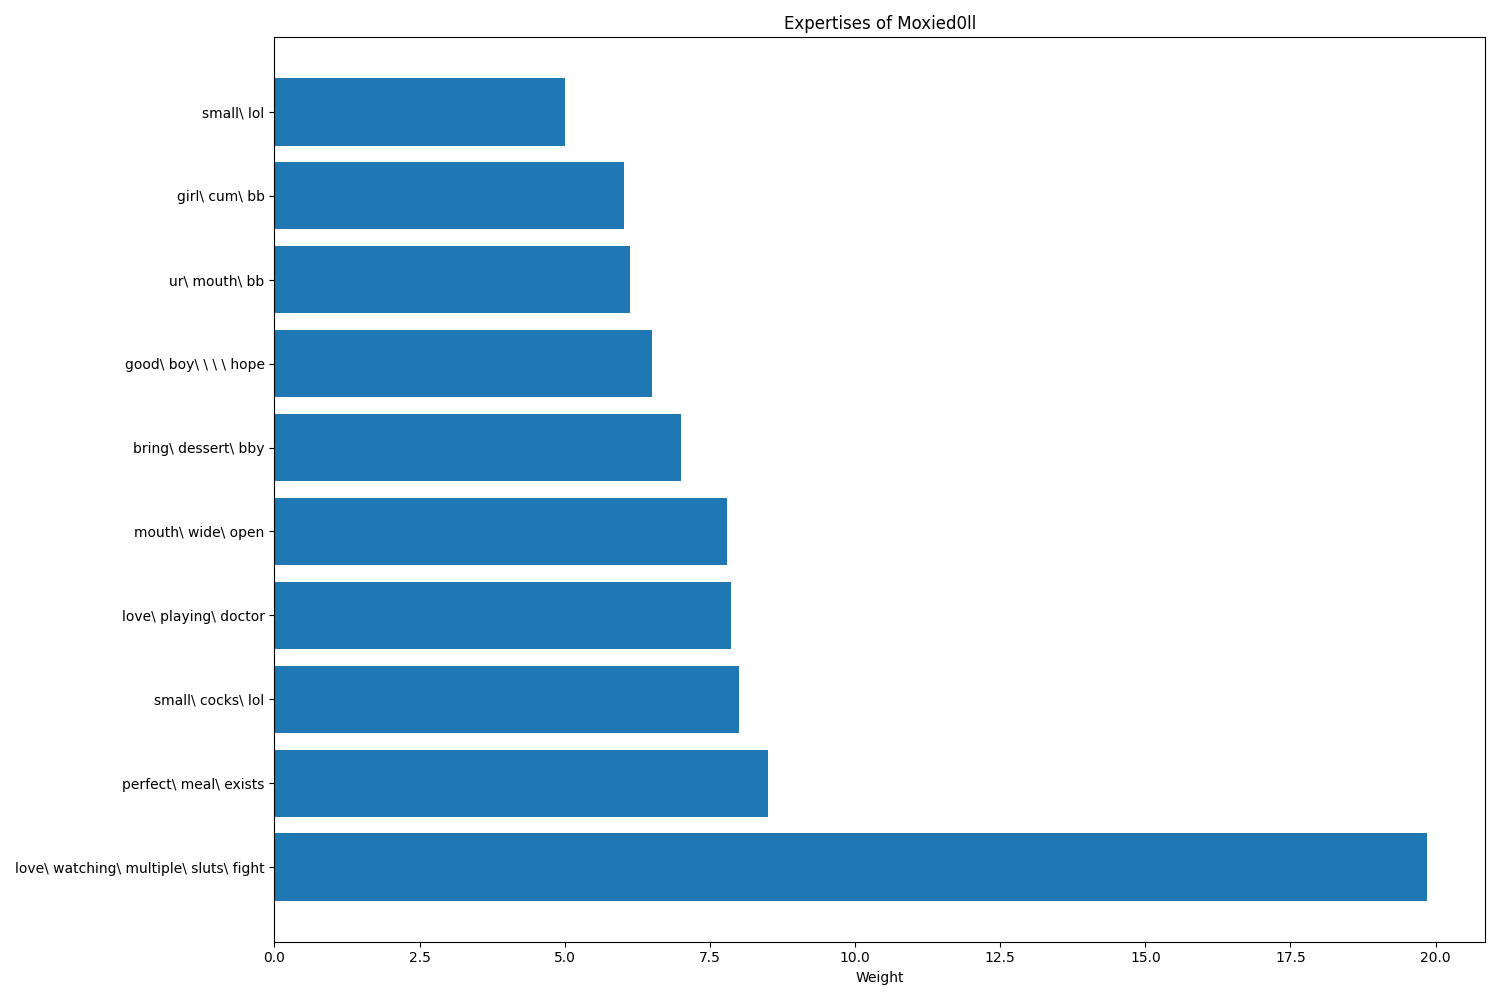 Expertises of Moxied0ll
small\ lol
girl\ cum\ bb
ur\ mouth\ bb
good\ boy\ \ \ \ hope
bring\ dessert\ bby
mouth\ wide\ open
love\ playing\ doctor
small\ cocks\ lol
perfect\ meal\ exists
love\ watching\ multiple\ sluts\ fight
0.0 2.5 5.0 7.5 10.0 12.5 15.0 17.5 20.0
Weight